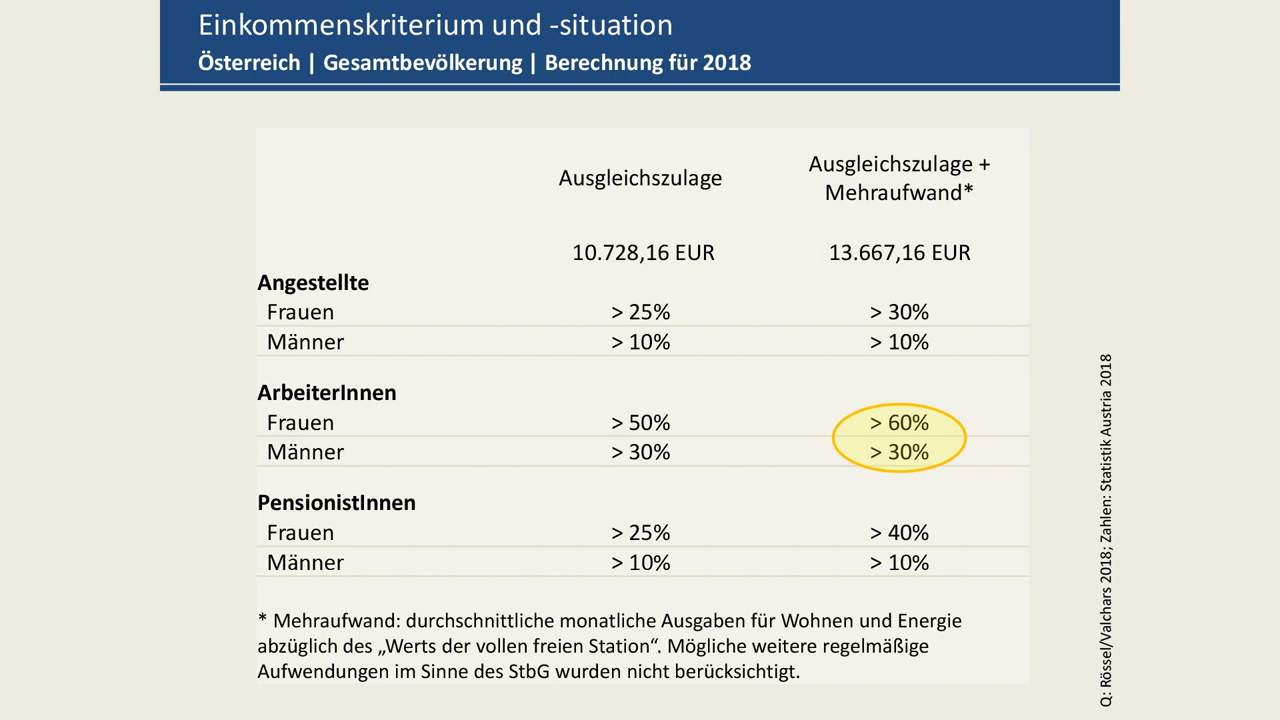 Einkommenskriterium und -situation
Österreich | Gesamtbevölkerung | Berechnung für 2018
Ausgleichszulage
Ausgleichszulage +
Mehraufwand*
10.728,16 EUR 13.667,16 EUR
Angestellte
Frauen > 25% > 30%
Männer > 10% > 10%
ArbeiterInnen
Frauen > 50% > 60%
Männer > 30% > 30%
PensionistInnen
Frauen > 25% > 40%
Männer > 10% > 10%
* Mehraufwand: durchschnittliche monatliche Ausgaben für Wohnen und Energie
abzüglich des „Werts der vollen freien Station“. Mögliche weitere regelmäßige
Aufwendungen im Sinne des StbG wurden nicht berücksichtigt.
Q: Rössel/Valchars 2018; Zahlen: Statistik Austria 2018